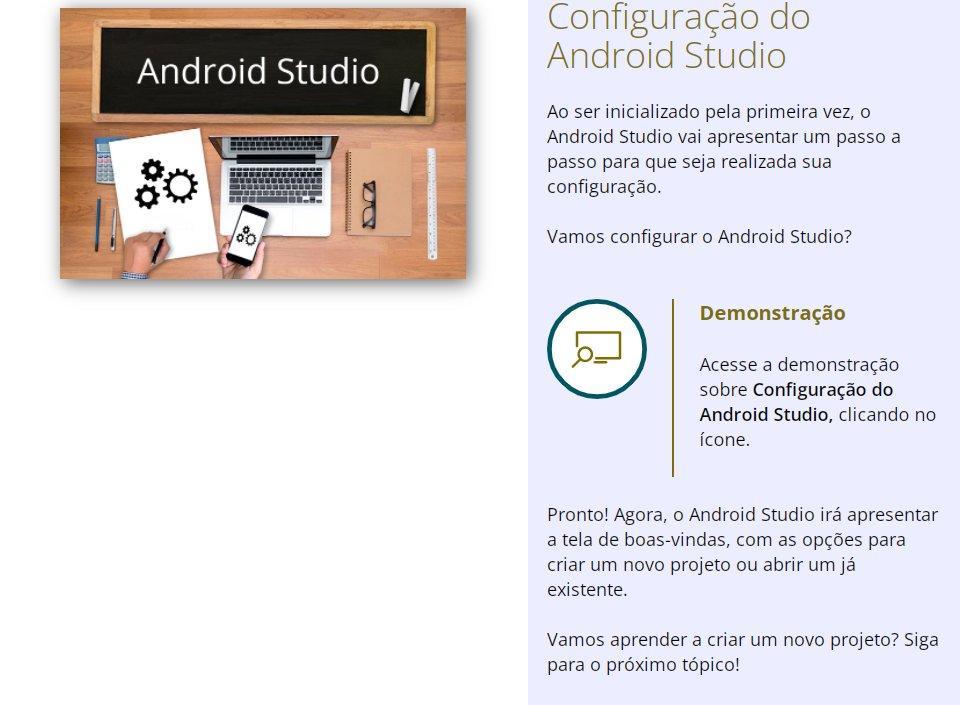 Android Studio
Configuração do
Android Studio
Ao ser inicializado pela primeira vez, o
Android Studio vai apresentar um passo a
passo para que seja realizada sua
configuração.
Vamos configurar o Android Studio?
Demonstração
Acesse a demonstração
sobre Configuração do
Android Studio, clicando no
ícone.
Pronto! Agora, o Android Studio irá apresentar
a tela de boas-vindas, com as opções para
criar um novo projeto ou abrir um já
existente.
Vamos aprender a criar um novo projeto? Siga
para o próximo tópico!